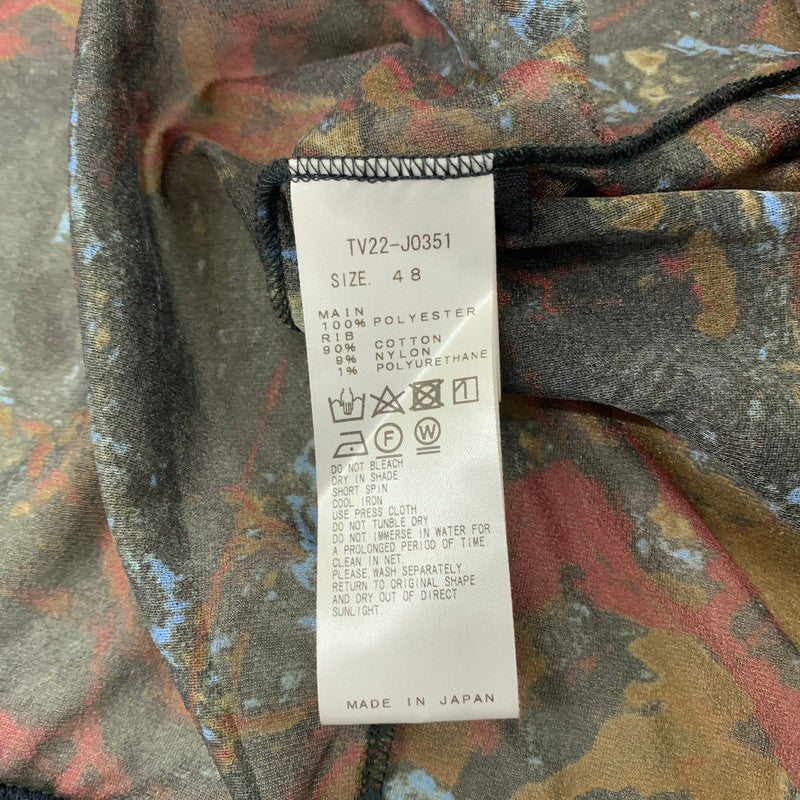 TV22-J0351
SIZE. 48
MAIN
100% POLYESTER
RIB
90% COTTON
9% NYLON
1% POLYURETHANE
F W
DO NOT BLEACH
DRY IN SHADE
SHORT SPIN
COOL IRON
USE PRESS CLOTH
DO NOT TUNBLE DRY
DO NOT IMMERSE IN WATER FOR
A PROLONGED PERIOD OF TIME.
CLEAN IN NET.
PLEASE WASH SEPARATELY.
RETURN TO ORIGINAL SHAPE
AND DRY OUT OF DIRECT
SUNLIGHT.
MADE IN JAPAN